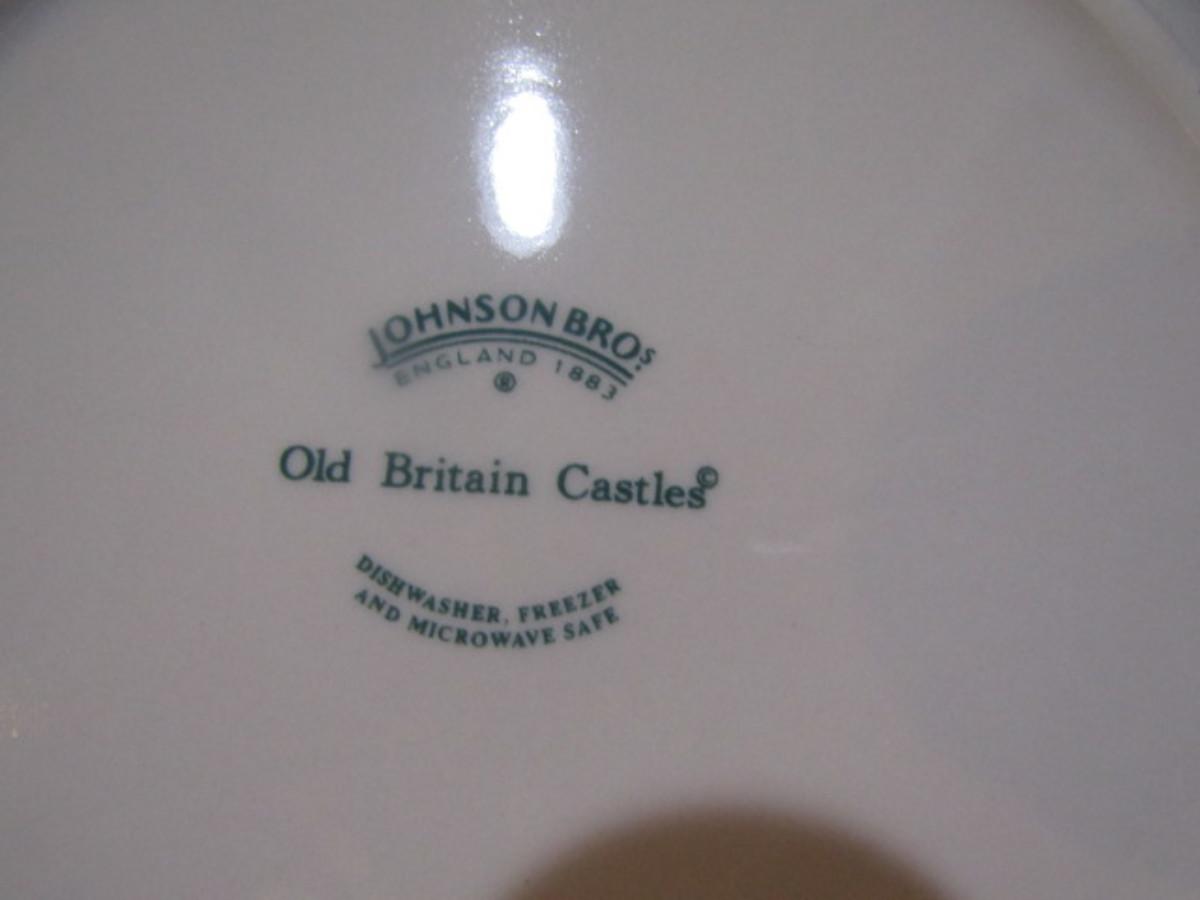 JOHNSON BROS
ENGLAND 1883
®
Old Britain Castles©
DISHWASHER, FREEZER
AND MICROWAVE SAFE